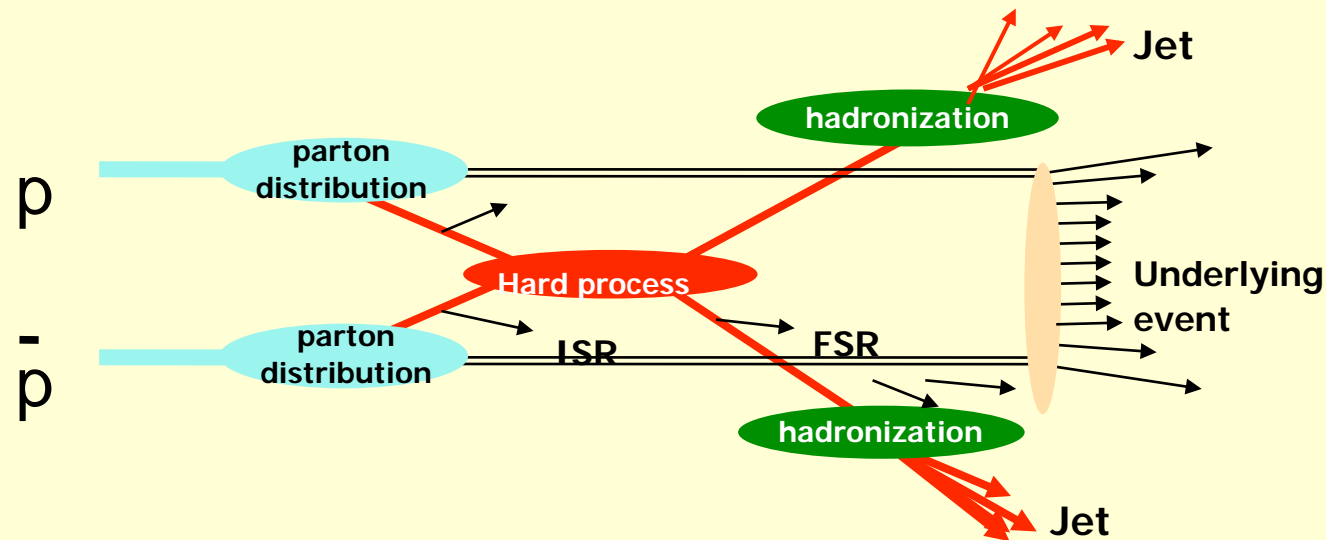 Jet
hadronization
parton
distribution
p
Hard process
Underlying
event
ISR
FSR
parton
distribution
p̄
hadronization
Jet